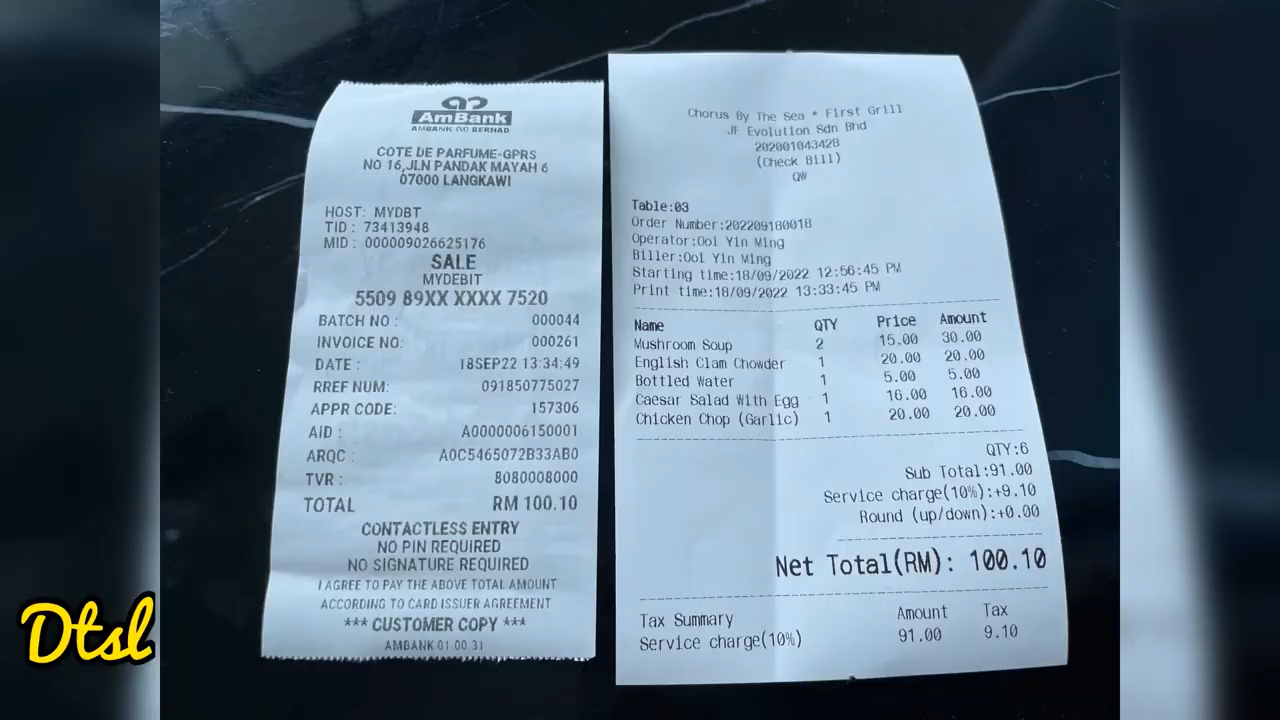 AmBank
AMBANK (M) BERHAD
COTE DE PARFUME-GPRS
NO 16,JLN PANDAK MAYAH 6
07000 LANGKAWI
HOST: MYDBT
TID : 73413948
MID : 000009026625176
SALE
MYDEBIT
5509 89XX XXXX 7520
BATCH NO : 000044
INVOICE NO: 000261
DATE : 18SEP22 13:34:49
RREF NUM: 091850775027
APPR CODE: 157306
AID : A0000006150001
ARQC : A0C5465072B33AB0
TVR : 8080008000
TOTAL RM 100.10
CONTACTLESS ENTRY
NO PIN REQUIRED
NO SIGNATURE REQUIRED
I AGREE TO PAY THE ABOVE TOTAL AMOUNT
ACCORDING TO CARD ISSUER AGREEMENT
*** CUSTOMER COPY ***
AMBANK 01.00.31
Chorus By The Sea * First Grill
JF Evolution Sdn Bhd
202001043428
(Check Bill)
QW
Table:03
Order Number:202209180018
Operator:Ooi Yin Ming
Biller:Ooi Yin Ming
Starting time:18/09/2022 12:56:45 PM
Print time:18/09/2022 13:33:45 PM
Name QTY Price Amount
Mushroom Soup 2 15.00 30.00
English Clam Chowder 1 20.00 20.00
Bottled Water 1 5.00 5.00
Caesar Salad With Egg 1 16.00 16.00
Chicken Chop (Garlic) 1 20.00 20.00
QTY:6
Sub Total:91.00
Service charge(10%):+9.10
Round (up/down):+0.00
Net Total(RM): 100.10
Tax Summary Amount Tax
Service charge(10%) 91.00 9.10
Dtsl